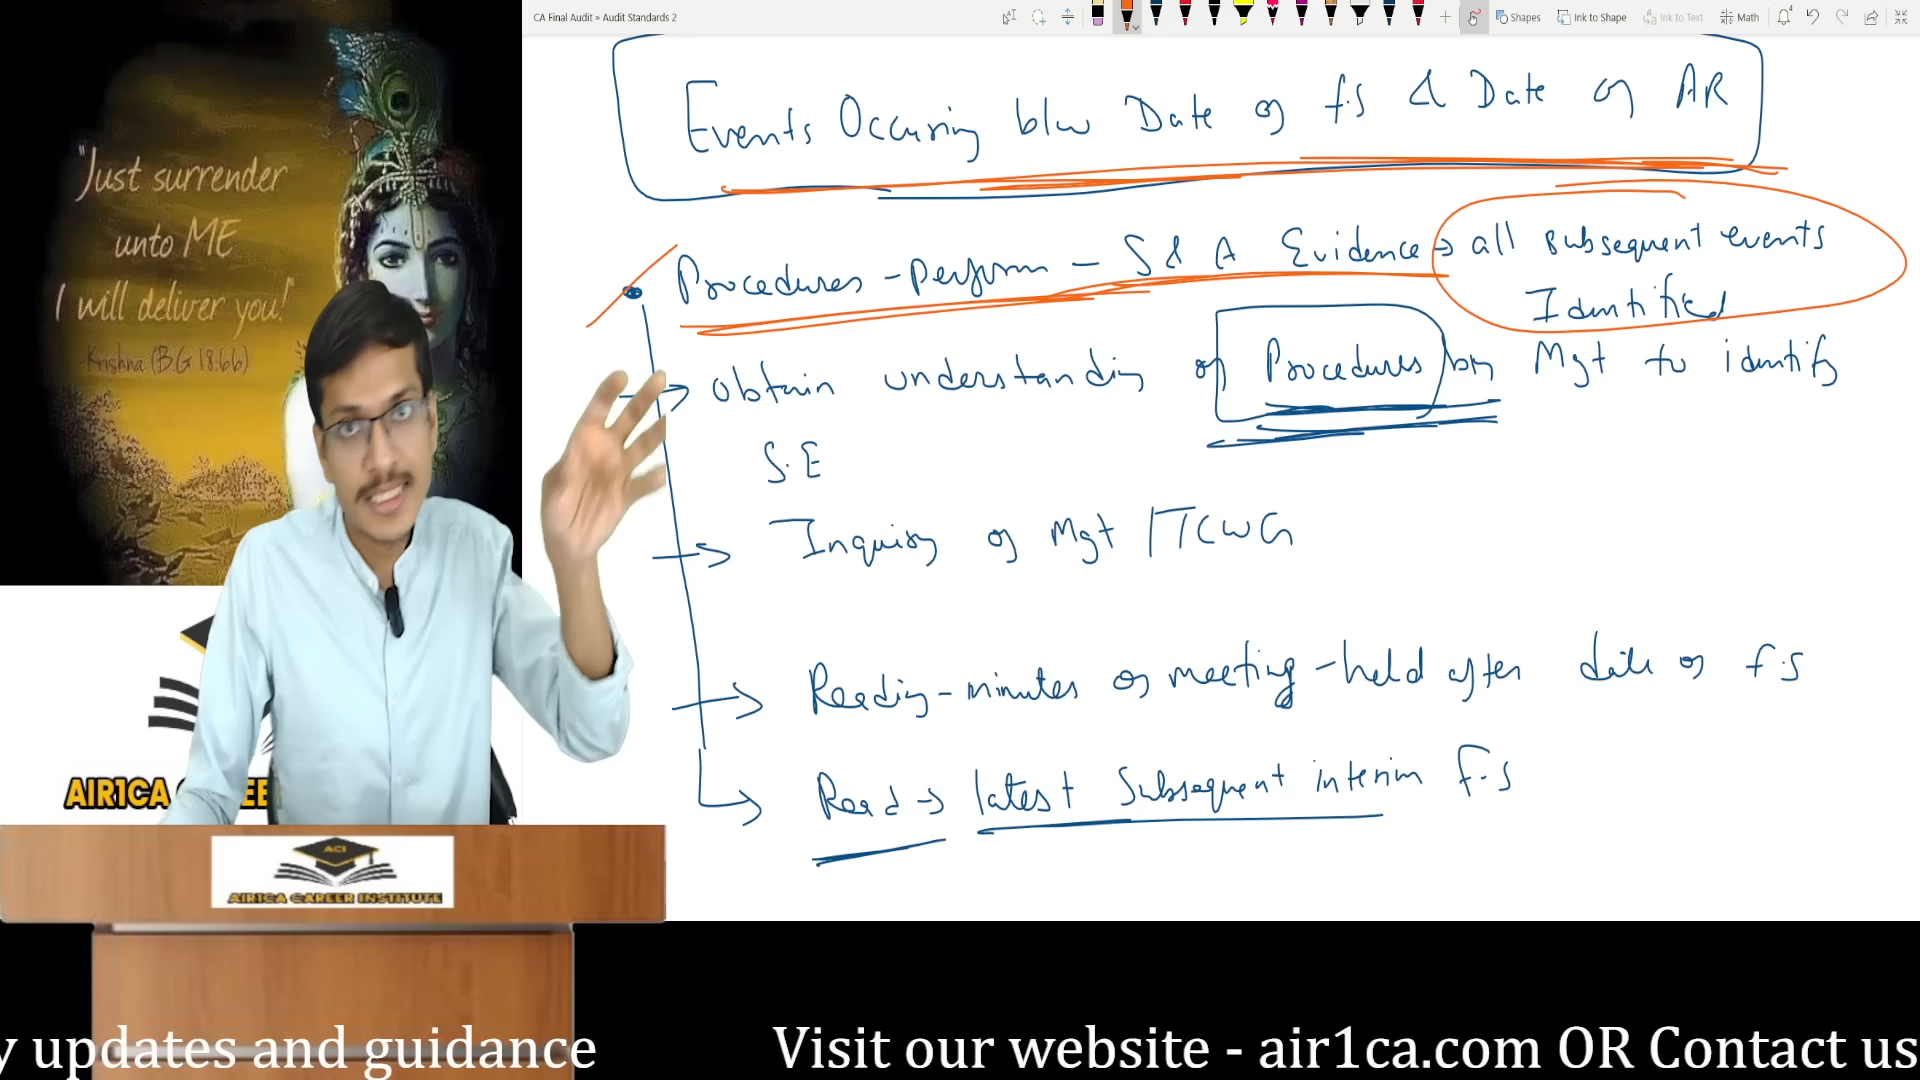 CA Final Audit » Audit Standards 2
Shapes
Ink to Shape
Ink to Text
Math
Events Occuring b/w Date of f.s & Date of AR
"Just surrender
unto ME
I will deliver you!"
-Krishna (B.G 18:66)
Procedures - perform - S & A Evidence → all subsequent events
Identified
→ obtain understanding of Procedures by Mgt to identify
S.E
→ Inquiry of Mgt / TCWG
→ Reading - minutes of meeting - held after date of f.s
→ Read → latest Subsequent interim F.S
AIR1CA
EE
ACI
AIR1CA CAREER INSTITUTE
y updates and guidance
Visit our website - air1ca.com OR Contact us